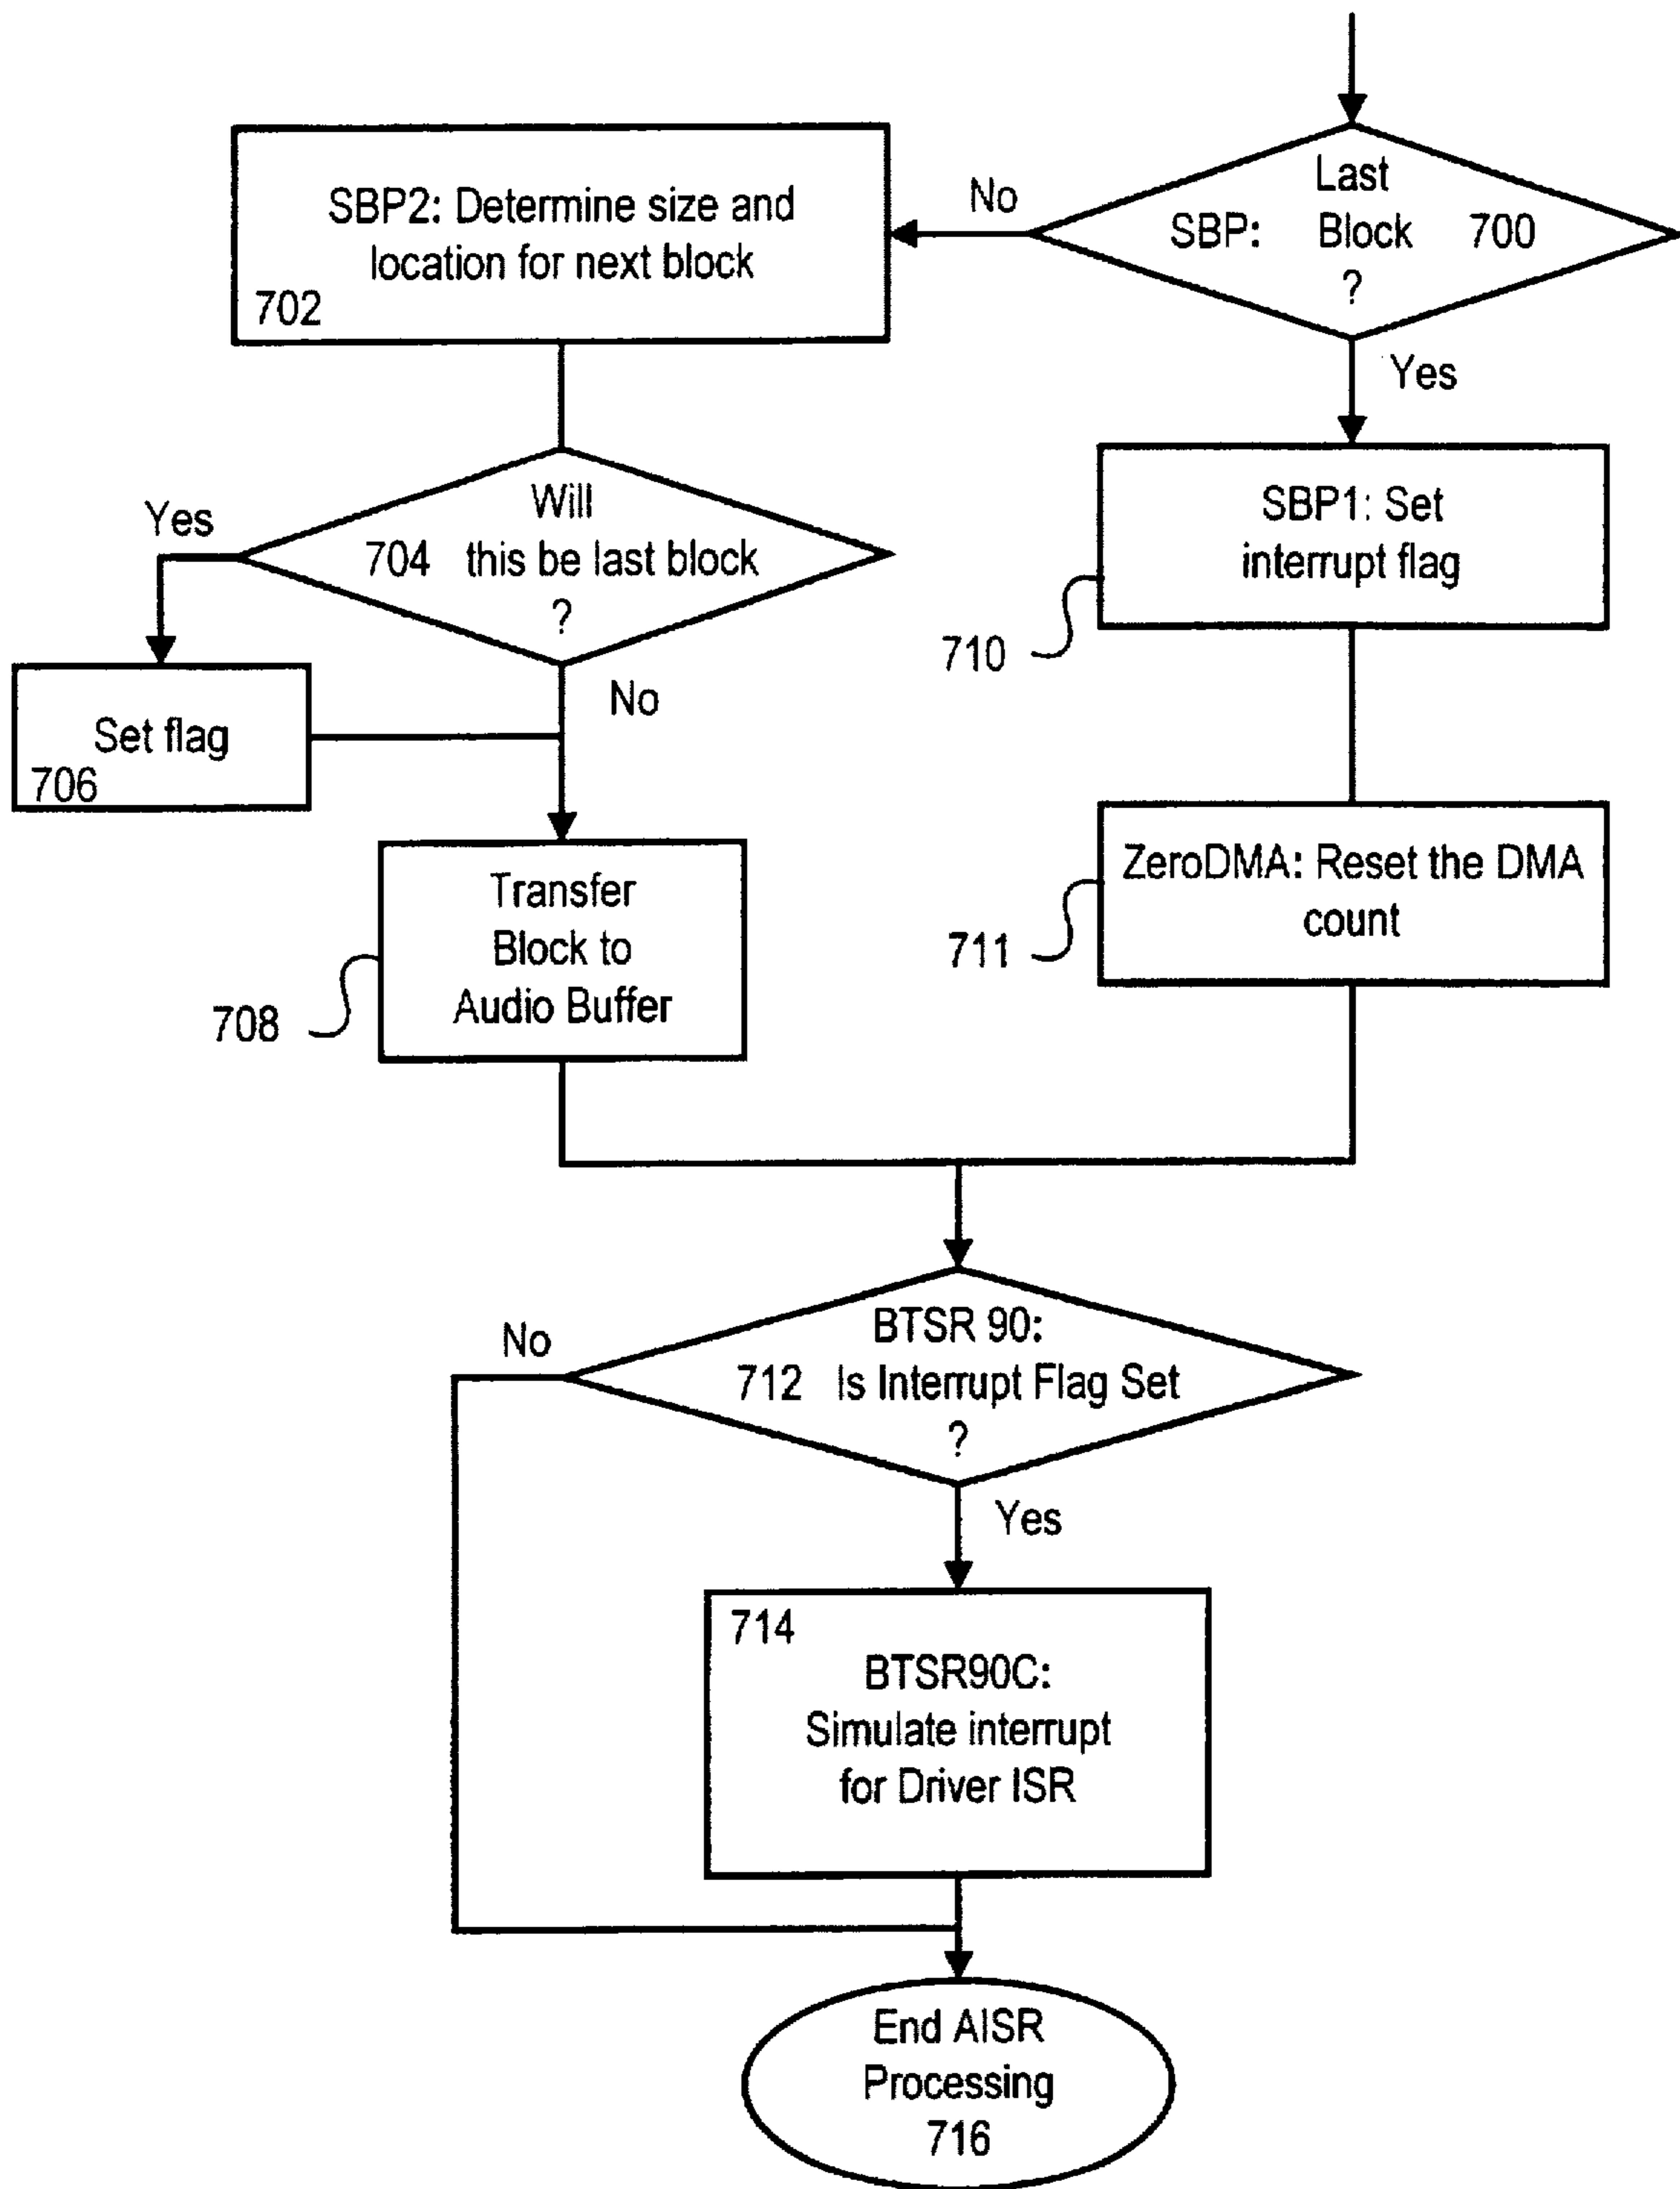 Last
SBP: Block 700
?
No
Yes
SBP2: Determine size and
location for next block
702
Will
704 this be last block
?
Yes
No
Set flag
706
Transfer
Block to
Audio Buffer
708
SBP1: Set
interrupt flag
710
ZeroDMA: Reset the DMA
count
711
BTSR 90:
712 Is Interrupt Flag Set
?
No
Yes
714
BTSR90C:
Simulate interrupt
for Driver ISR
End AISR
Processing
716